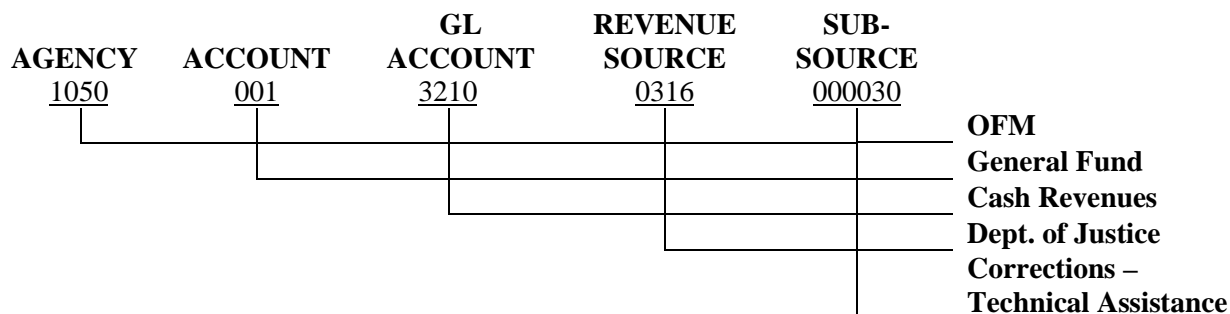 GL REVENUE SUB-
AGENCY ACCOUNT ACCOUNT SOURCE SOURCE
1050 001 3210 0316 000030
OFM
General Fund
Cash Revenues
Dept. of Justice
Corrections –
Technical Assistance